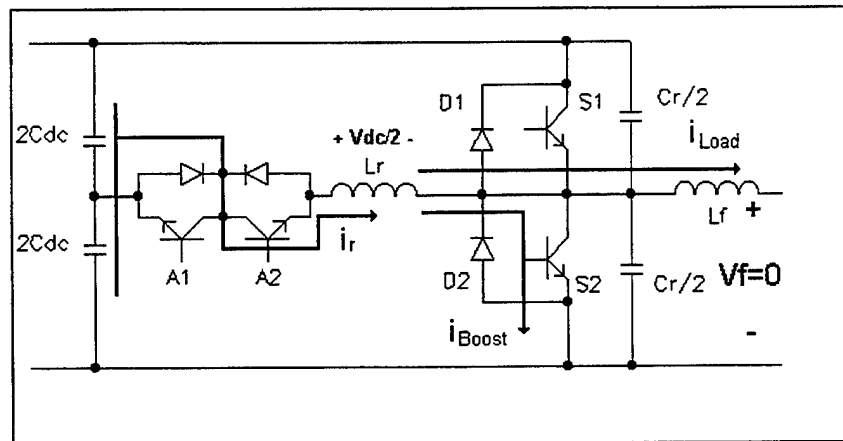 D1
S1
Cr/2
2Cdc
+ Vdc/2 -
Lr
iLoad
Lf
+
2Cdc
A1
A2
ir
D2
S2
Cr/2
Vf=0
iBoost
-